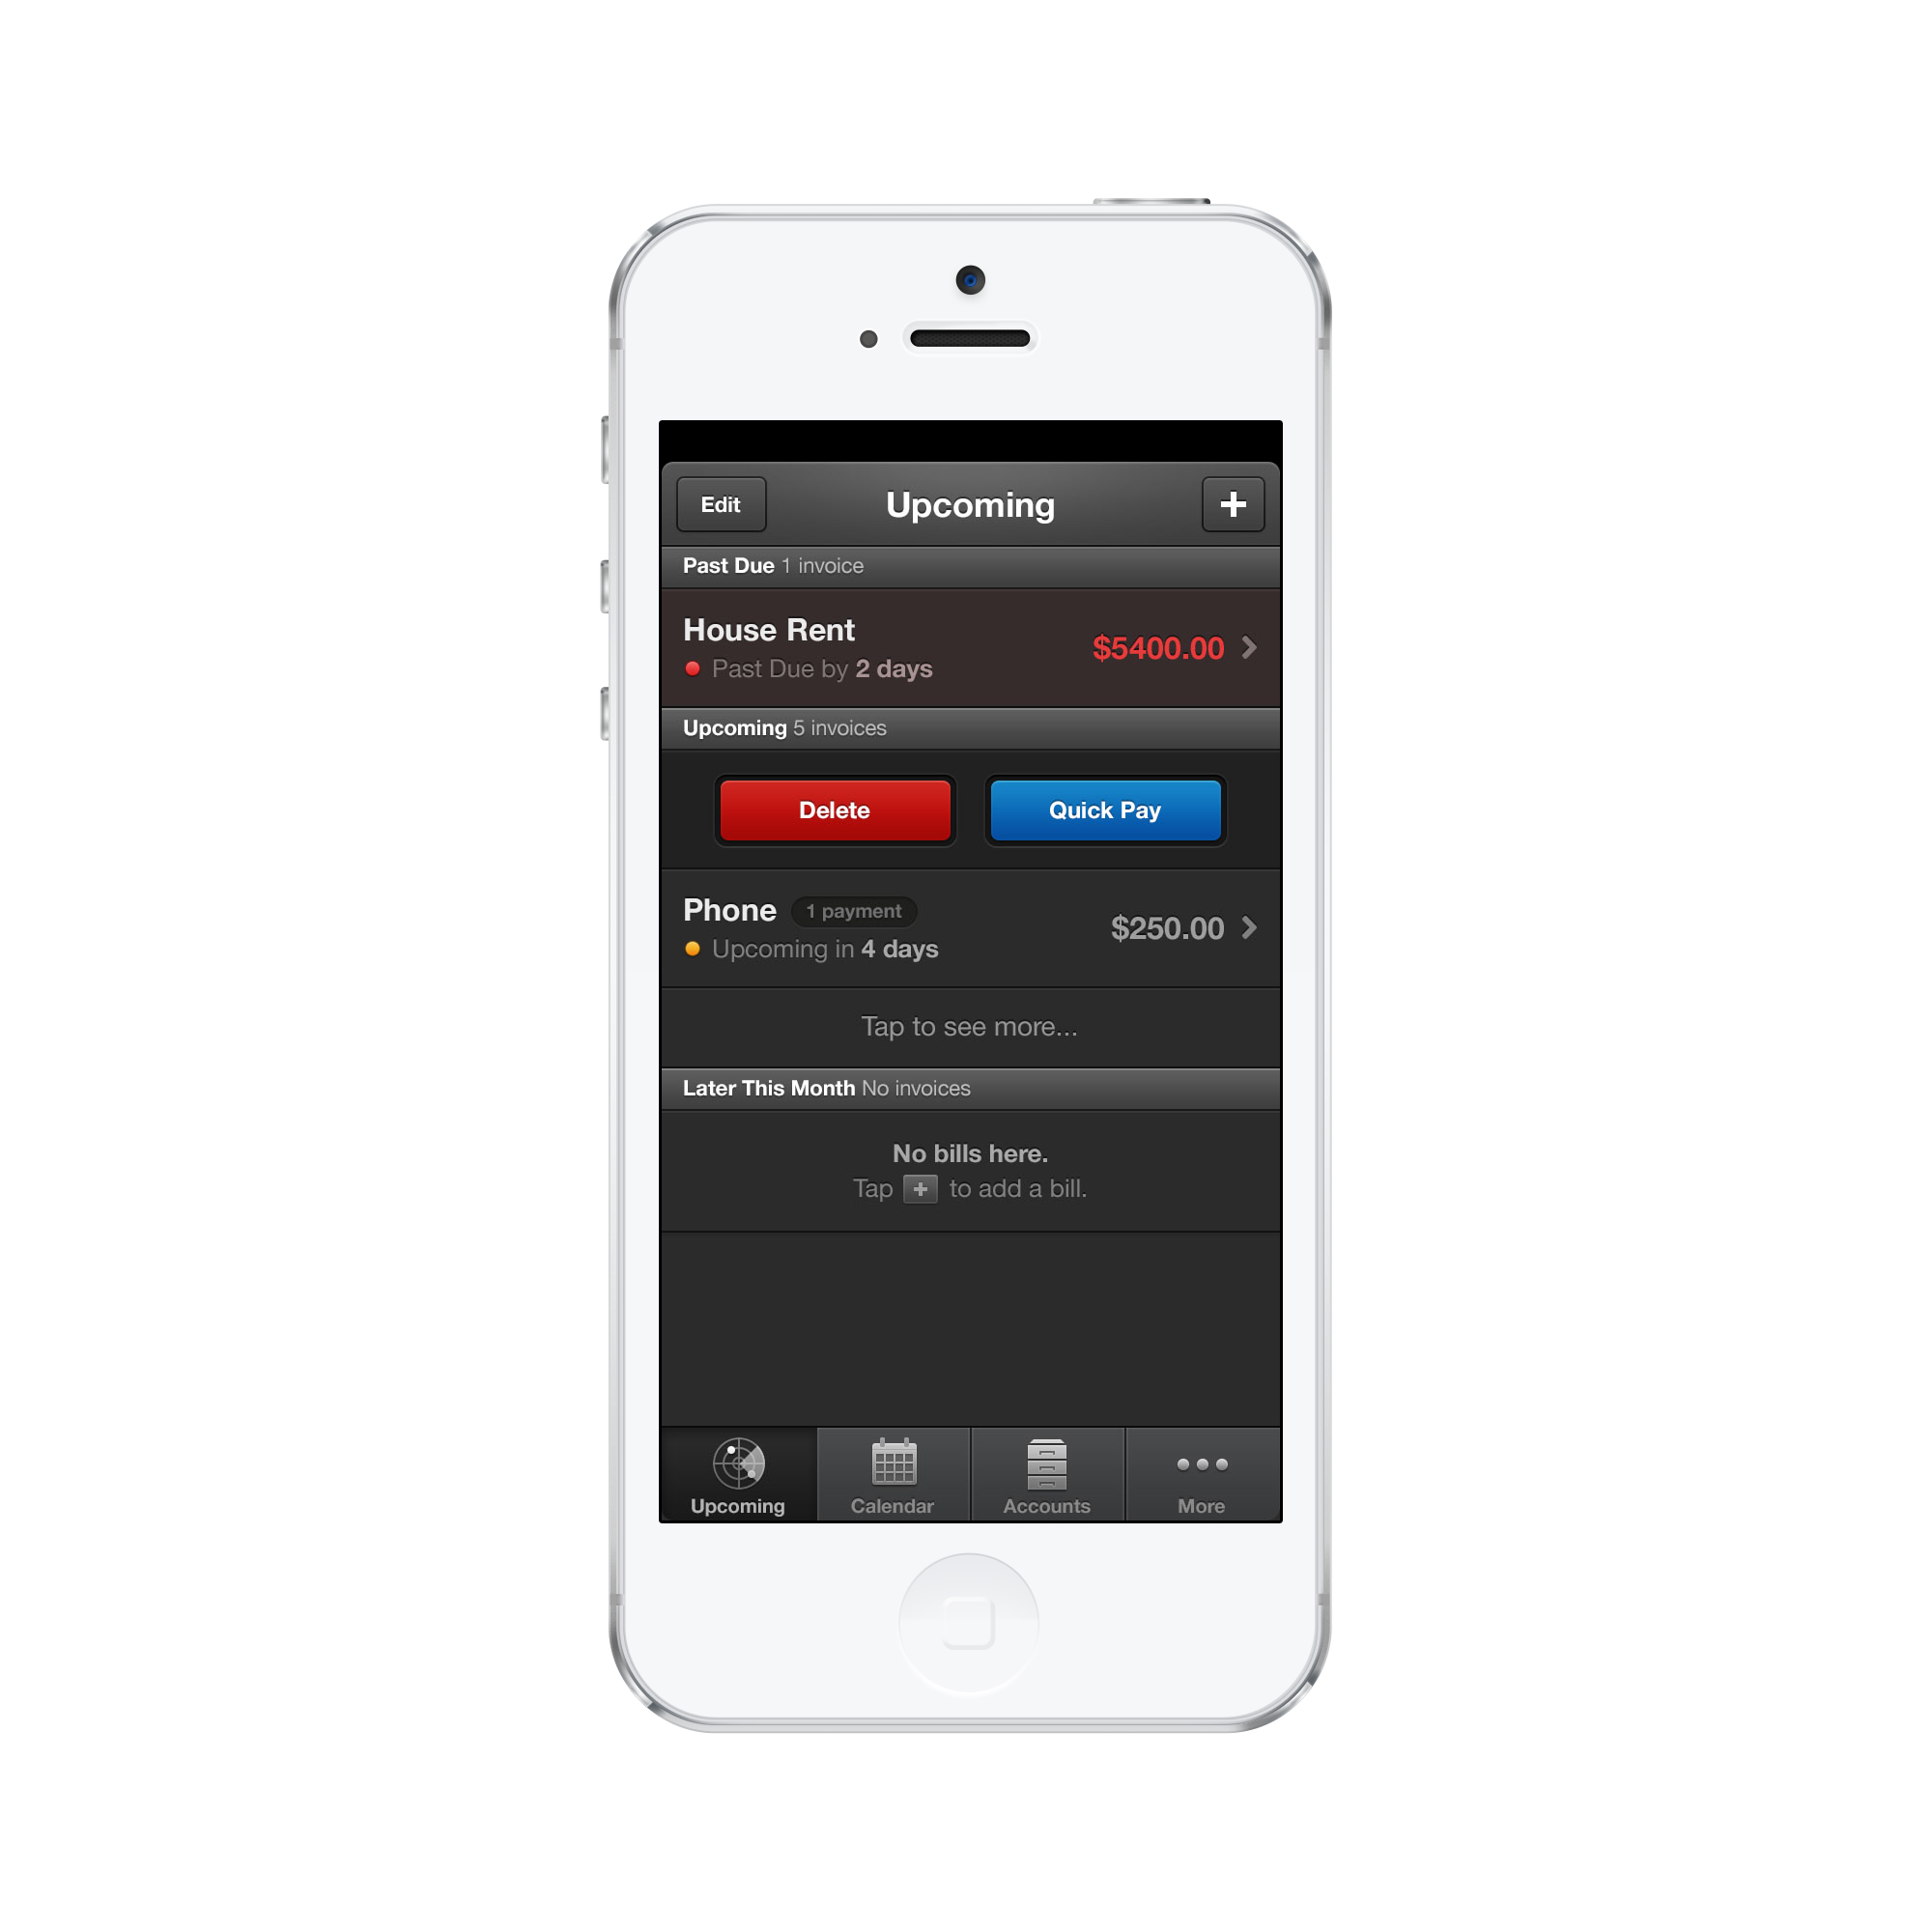 Edit Upcoming +
Past Due 1 invoice
House Rent
$5400.00
Past Due by 2 days
Upcoming 5 invoices
Delete Quick Pay
Phone 1 payment
$250.00
Upcoming in 4 days
Tap to see more...
Later This Month No invoices
No bills here.
Tap + to add a bill.
Upcoming Calendar Accounts More